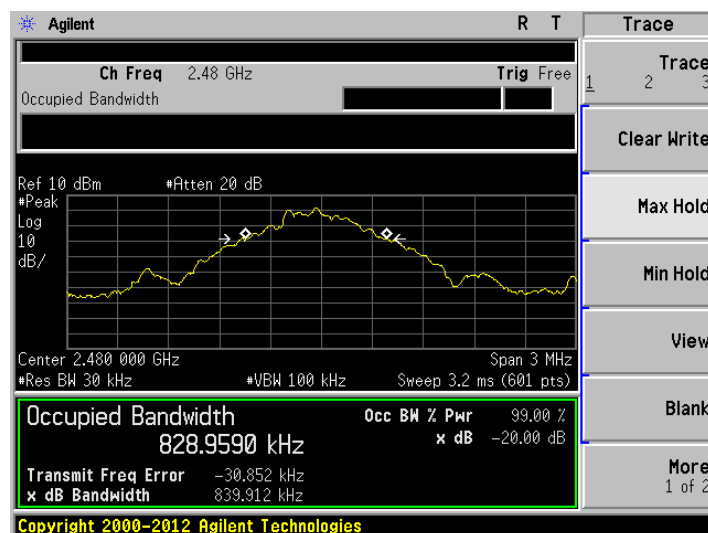 Agilent R T
Ch Freq 2.48 GHz Trig Free
Occupied Bandwidth
Ref 10 dBm #Atten 20 dB
#Peak
Log
10
dB/
Center 2.480 000 GHz Span 3 MHz
#Res BW 30 kHz #VBW 100 kHz Sweep 3.2 ms (601 pts)
Occupied Bandwidth Occ BW % Pwr 99.00 %
828.9590 kHz x dB -20.00 dB
Transmit Freq Error -30.852 kHz
x dB Bandwidth 839.912 kHz
Copyright 2000-2012 Agilent Technologies
Trace
Trace
1 2 3
Clear Write
Max Hold
Min Hold
View
Blank
More
1 of 2